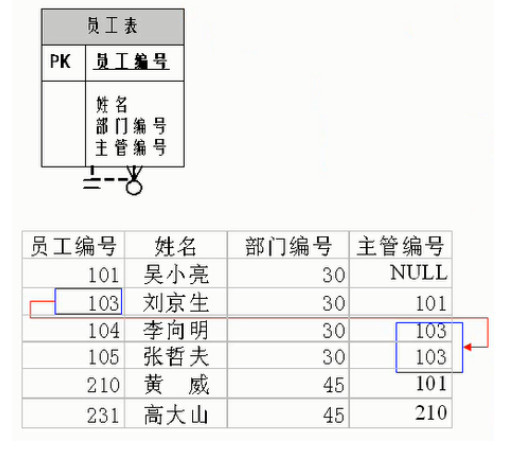 员工表
PK 员工编号
姓名
部门编号
主管编号
员工编号 姓名 部门编号 主管编号
101 吴小亮 30 NULL
103 刘京生 30 101
104 李向明 30 103
105 张哲夫 30 103
210 黄 威 45 101
231 高大山 45 210